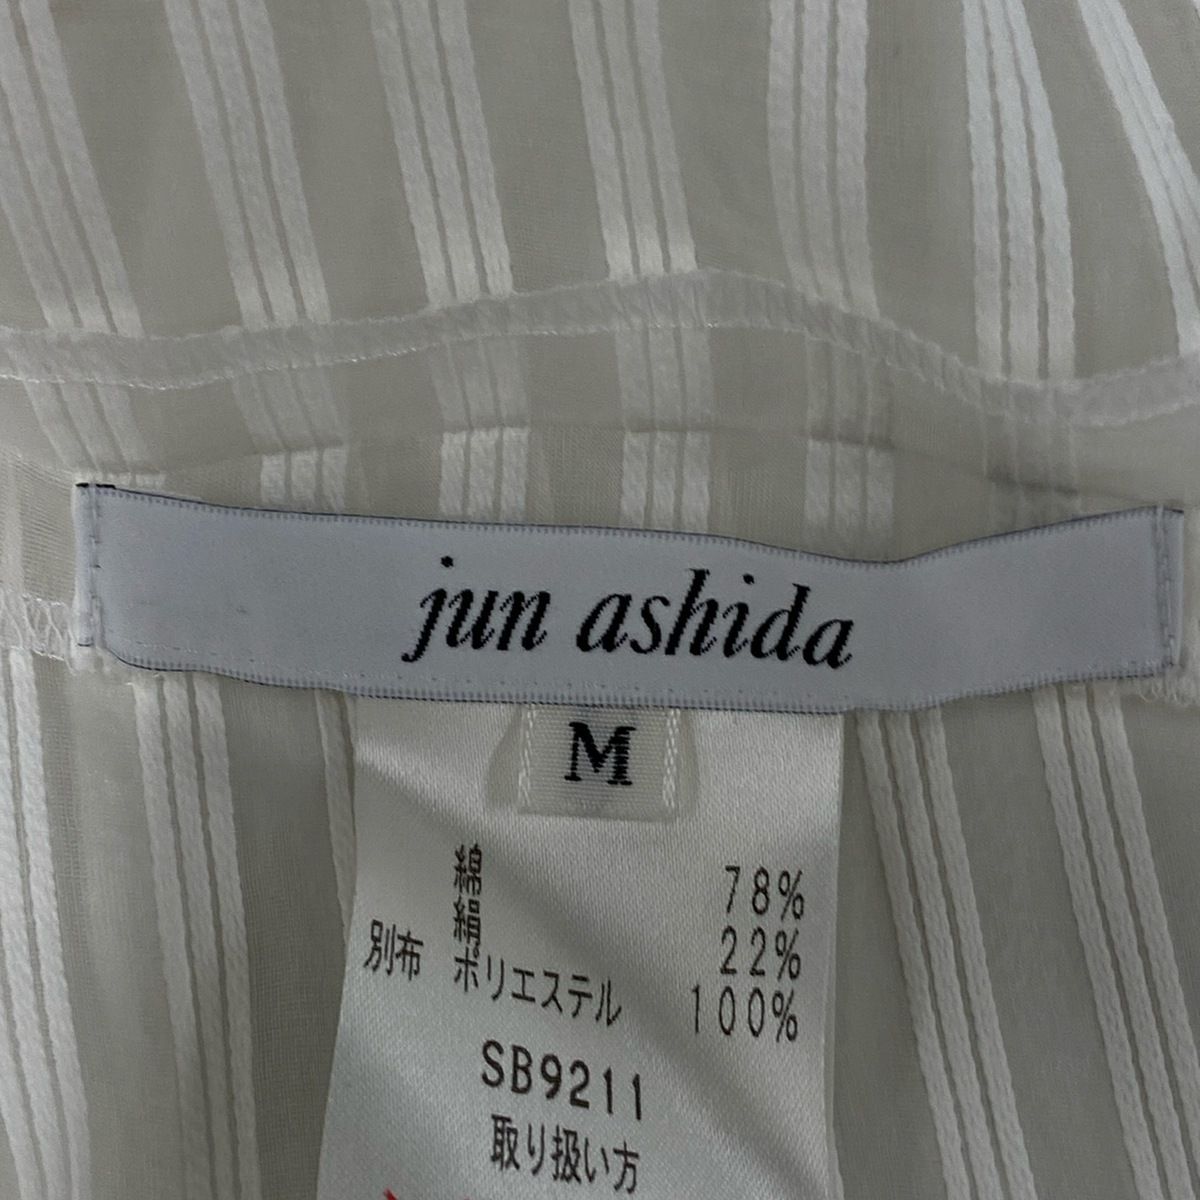 jun ashida
M
綿 78%
絹 22%
別布 ポリエステル 100%
SB9211
取り扱い方